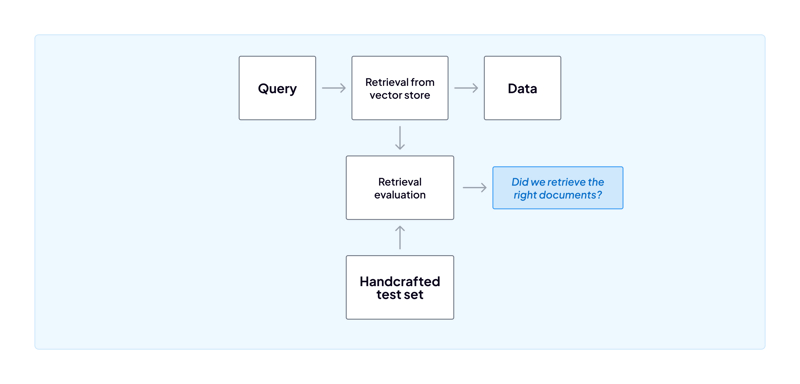 Query
Retrieval from
vector store
Data
Retrieval
evaluation
Did we retrieve the
right documents?
Handcrafted
test set